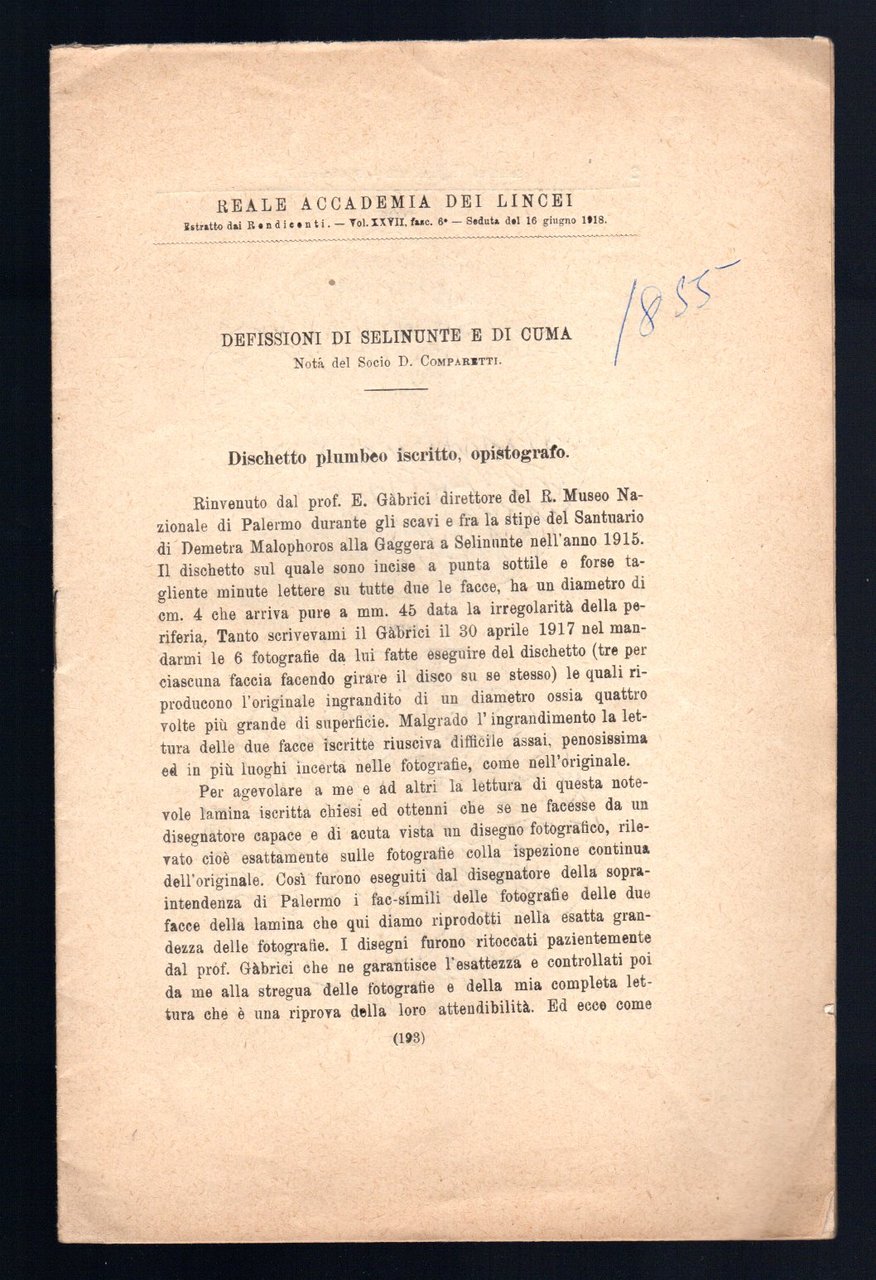 REALE ACCADEMIA DEI LINCEI
Estratto dai Rendiconti. — Vol. XXVII, fasc. 6° — Seduta del 16 giugno 1918.
1855
DEFISSIONI DI SELINUNTE E DI CUMA
Nota del Socio D. COMPARETTI.
Dischetto plumbeo iscritto, opistografo.
Rinvenuto dal prof. E. Gàbrici direttore del R. Museo Na-
zionale di Palermo durante gli scavi e fra la stipe del Santuario
di Demetra Malophoros alla Gaggera a Selinunte nell'anno 1915.
Il dischetto sul quale sono incise a punta sottile e forse ta-
gliente minute lettere su tutte due le facce, ha un diametro di
cm. 4 che arriva pure a mm. 45 data la irregolarità della pe-
riferia. Tanto scrivevami il Gàbrici il 30 aprile 1917 nel man-
darmi le 6 fotografie da lui fatte eseguire del dischetto (tre per
ciascuna faccia facendo girare il disco su se stesso) le quali ri-
producono l'originale ingrandito di un diametro ossia quattro
volte più grande di superficie. Malgrado l'ingrandimento la let-
tura delle due facce iscritte riusciva difficile assai, penosissima
ed in più luoghi incerta nelle fotografie, come nell'originale.
Per agevolare a me e ad altri la lettura di questa note-
vole lamina iscritta chiesi ed ottenni che se ne facesse da un
disegnatore capace e di acuta vista un disegno fotografico, rile-
vato cioè esattamente sulle fotografie colla ispezione continua
dell'originale. Così furono eseguiti dal disegnatore della sopra-
intendenza di Palermo i fac-simili delle fotografie delle due
facce della lamina che qui diamo riprodotti nella esatta gran-
dezza delle fotografie. I disegni furono ritoccati pazientemente
dal prof. Gàbrici che ne garantisce l'esattezza e controllati poi
da me alla stregua delle fotografie e della mia completa let-
tura che è una riprova della loro attendibilità. Ed ecco come
(193)